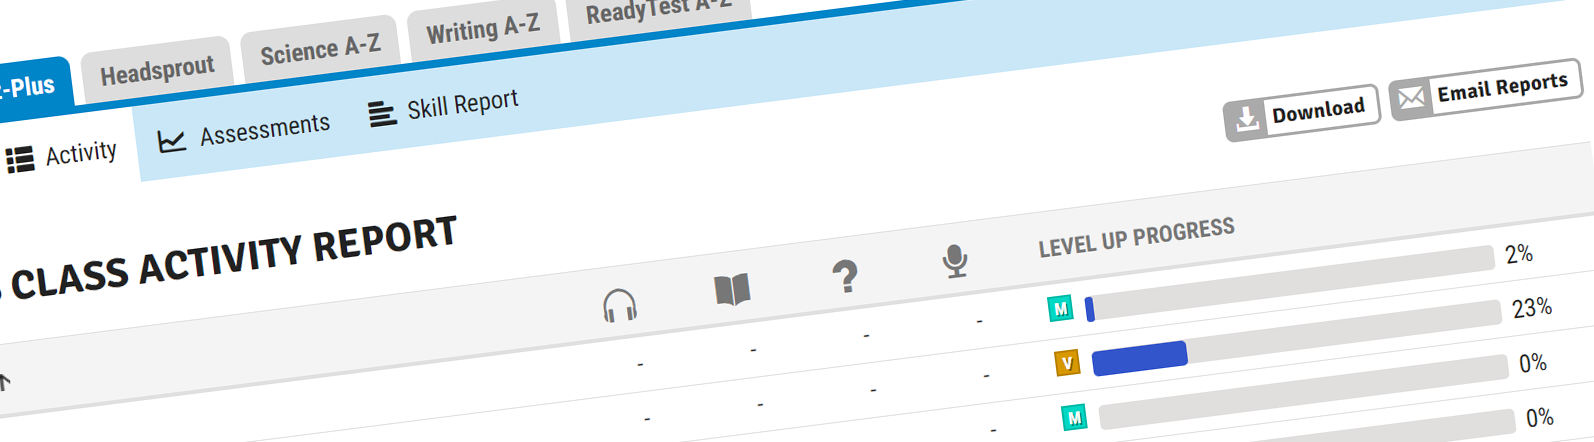 -Plus Headsprout Science A-Z Writing A-Z ReadyTest A-Z
Activity Assessments Skill Report
Download Email Reports
CLASS ACTIVITY REPORT
LEVEL UP PROGRESS
- - - - M 2%
- - - - V 23%
- M 0%
0%